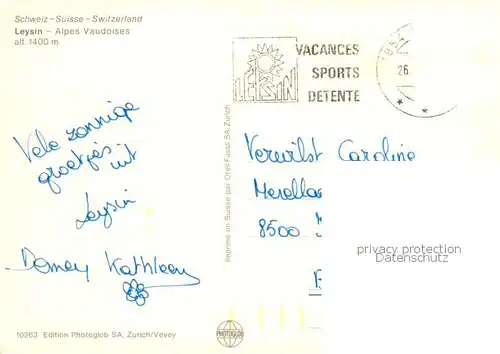 Schweiz–Suisse–Switzerland
Leysin – Alpes Vaudoises
alt. 1400 m
LEYSIN
VACANCES
SPORTS
DETENTE
26.
Vele zonnige
groetjes uit
Leysin
Domey Kathleen
Imprimé en Suisse par Orell Füssli SA, Zurich
Verwilst Caroline
8500
privacy protection
Datenschutz
10263 Edition Photoglob SA, Zürich/Vevey
PHOTOGLOB